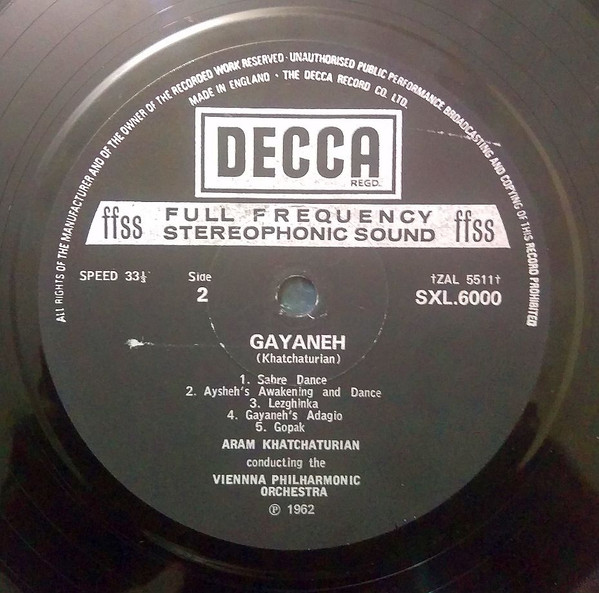 ALL RIGHTS OF THE MANUFACTURER AND OF THE OWNER OF THE RECORDED WORK RESERVED · UNAUTHORISED PUBLIC PERFORMANCE BROADCASTING AND COPYING OF THIS RECORD PROHIBITED
MADE IN ENGLAND · THE DECCA RECORD CO. LTD.
DECCA
REGD.
ffss FULL FREQUENCY ffss
STEREOPHONIC SOUND
SPEED 33⅓ Side †ZAL 5511†
2 SXL.6000
GAYANEH
(Khatchaturian)
1. Sabre Dance
2. Aysheh's Awakening and Dance
3. Lezghinka
4. Gayaneh's Adagio
5. Gopak
ARAM KHATCHATURIAN
conducting the
VIENNNA PHILHARMONIC
ORCHESTRA
℗ 1962